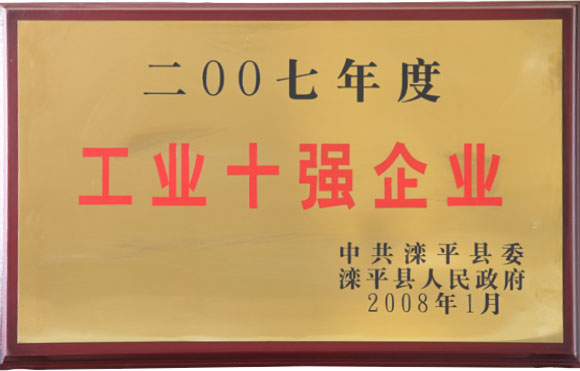 二00七年度
工业十强企业
中共滦平县委
滦平县人民政府
2008年1月